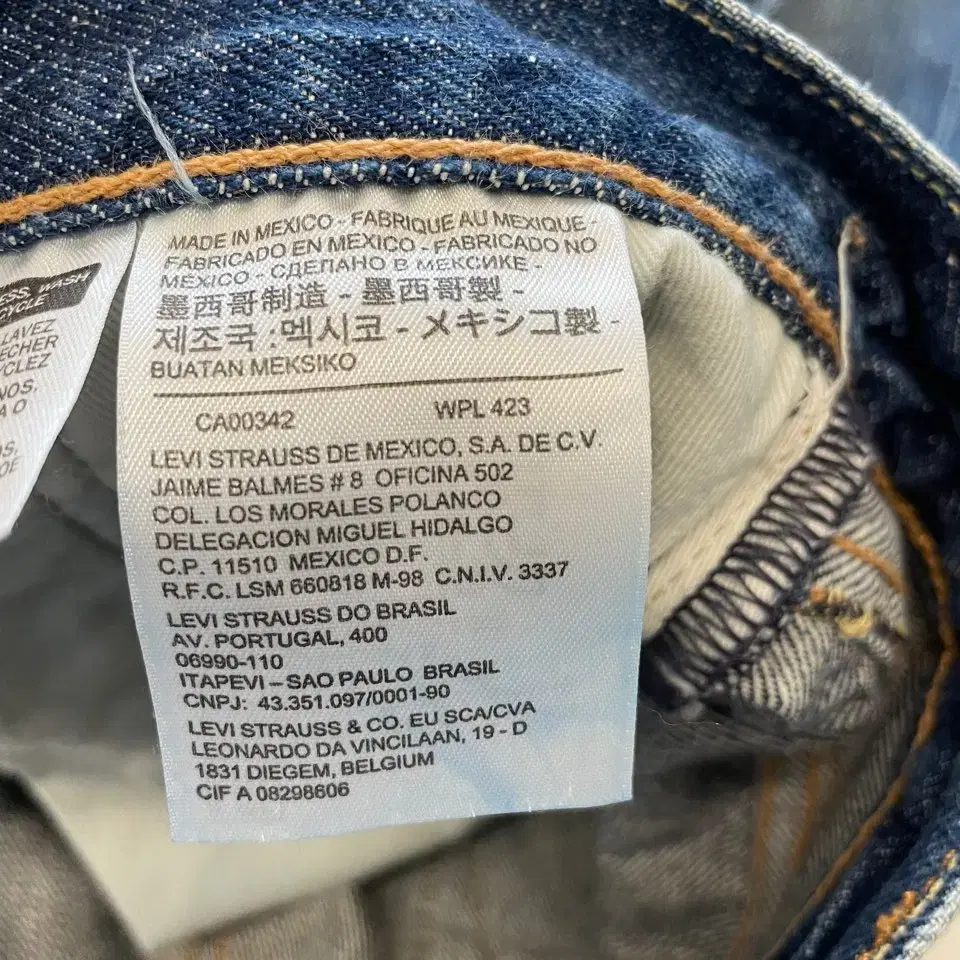 MADE IN MEXICO - FABRIQUE AU MEXIQUE -
FABRICADO EN MEXICO - FABRICADO NO
MEXICO - СДЕЛАНО В МЕКСИКЕ -
墨西哥制造 - 墨西哥製 -
제조국 : 멕시코 - メキシコ製 -
BUATAN MEKSIKO
CA00342 WPL 423
LEVI STRAUSS DE MEXICO, S.A. DE C.V.
JAIME BALMES # 8 OFICINA 502
COL. LOS MORALES POLANCO
DELEGACION MIGUEL HIDALGO
C.P. 11510 MEXICO D.F.
R.F.C. LSM 660818 M-98 C.N.I.V. 3337
LEVI STRAUSS DO BRASIL
AV. PORTUGAL, 400
06990-110
ITAPEVI – SAO PAULO BRASIL
CNPJ: 43.351.097/0001-90
LEVI STRAUSS & CO. EU SCA/CVA
LEONARDO DA VINCILAAN, 19 - D
1831 DIEGEM, BELGIUM
CIF A 08298606
WASH
LAVEZ